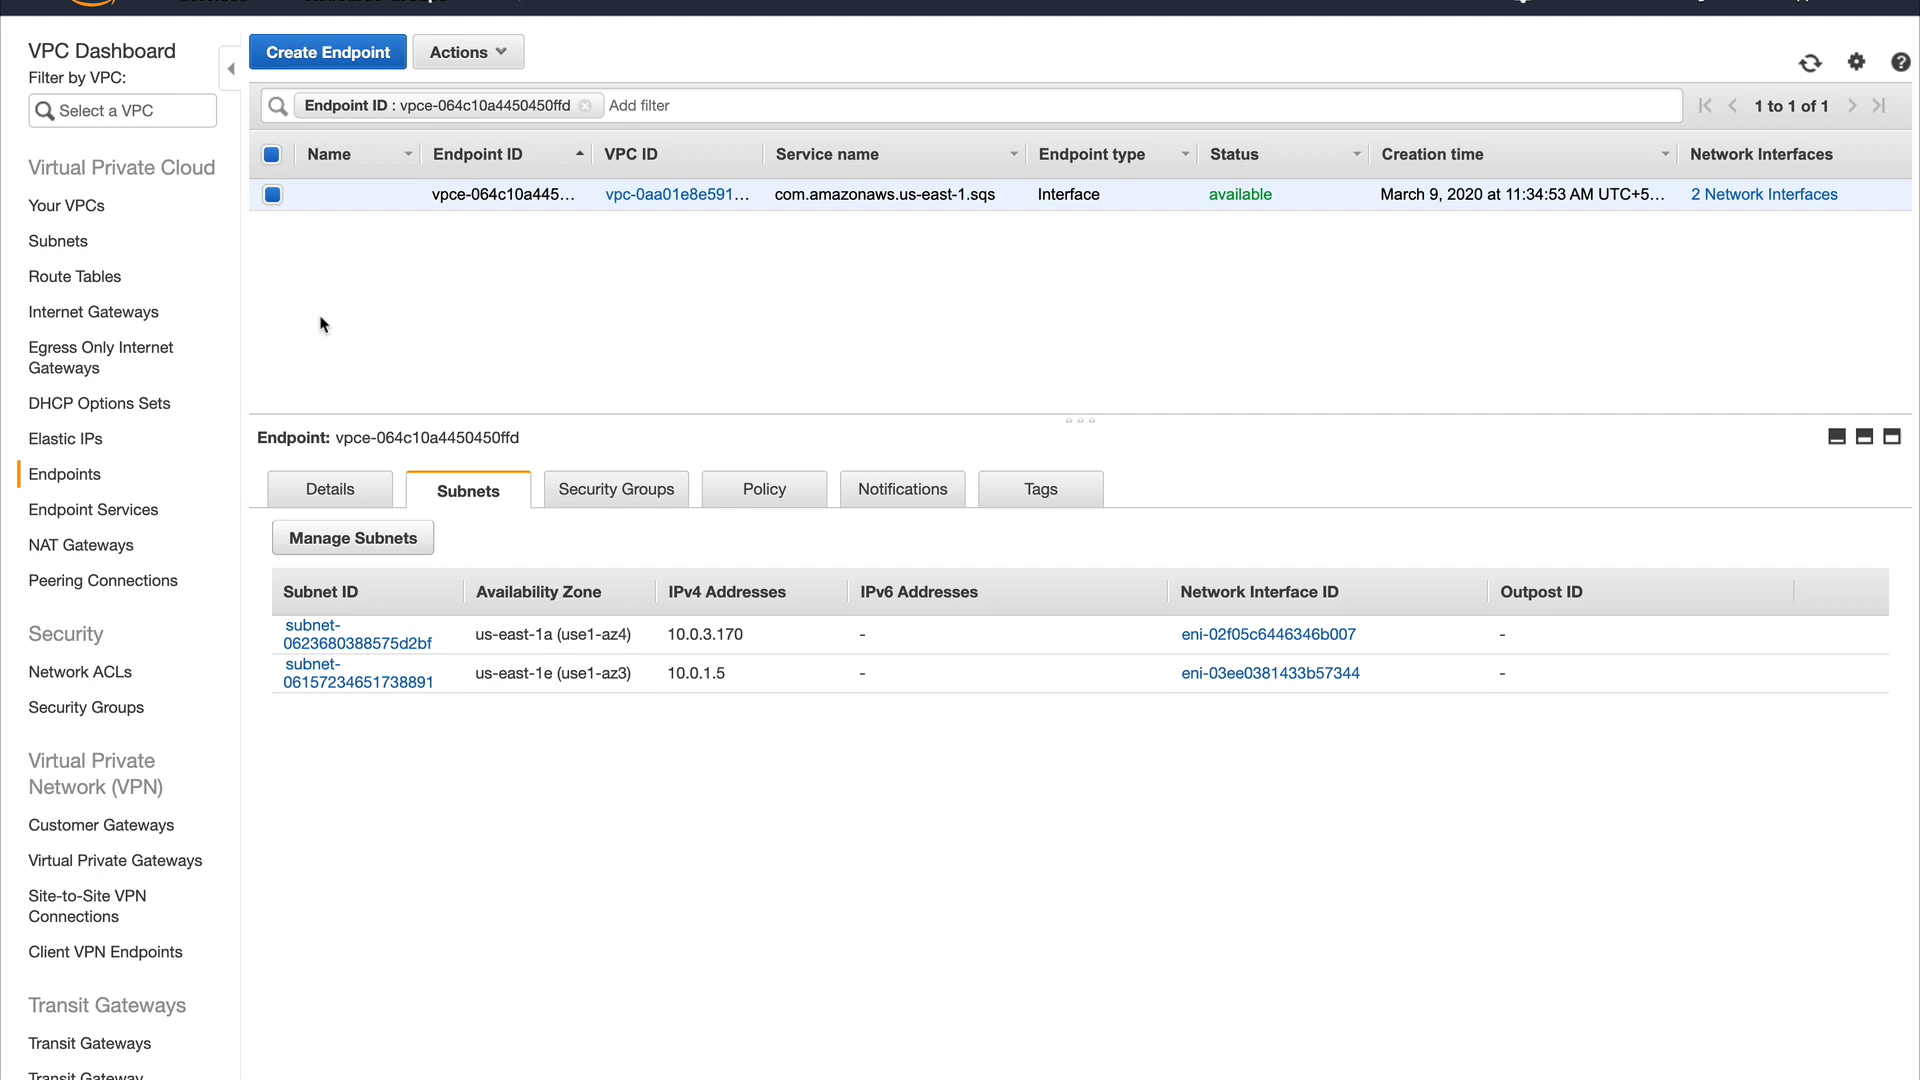 VPC Dashboard
Filter by VPC:
Select a VPC
Virtual Private Cloud
Your VPCs
Subnets
Route Tables
Internet Gateways
Egress Only Internet
Gateways
DHCP Options Sets
Elastic IPs
Endpoints
Endpoint Services
NAT Gateways
Peering Connections
Security
Network ACLs
Security Groups
Virtual Private
Network (VPN)
Customer Gateways
Virtual Private Gateways
Site-to-Site VPN
Connections
Client VPN Endpoints
Transit Gateways
Transit Gateways
Transit Gateway
Create Endpoint Actions
Endpoint ID : vpce-064c10a4450450ffd Add filter 1 to 1 of 1
Name Endpoint ID VPC ID Service name Endpoint type Status Creation time Network Interfaces
vpce-064c10a445... vpc-0aa01e8e591... com.amazonaws.us-east-1.sqs Interface available March 9, 2020 at 11:34:53 AM UTC+5... 2 Network Interfaces
Endpoint: vpce-064c10a4450450ffd
Details Subnets Security Groups Policy Notifications Tags
Manage Subnets
Subnet ID Availability Zone IPv4 Addresses IPv6 Addresses Network Interface ID Outpost ID
subnet-
0623680388575d2bf us-east-1a (use1-az4) 10.0.3.170 - eni-02f05c6446346b007 -
subnet-
06157234651738891 us-east-1e (use1-az3) 10.0.1.5 - eni-03ee0381433b57344 -